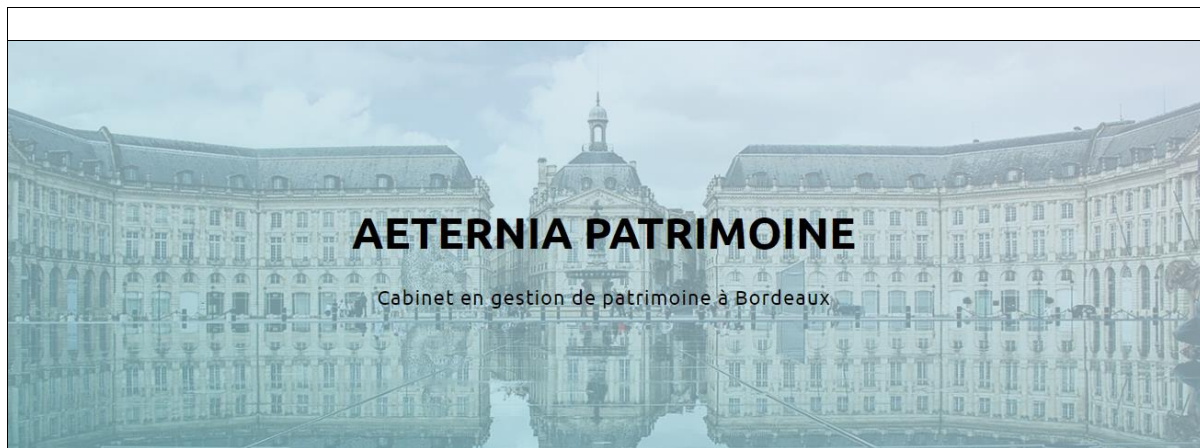 AETERNIA PATRIMOINE
Cabinet en gestion de patrimoine à Bordeaux